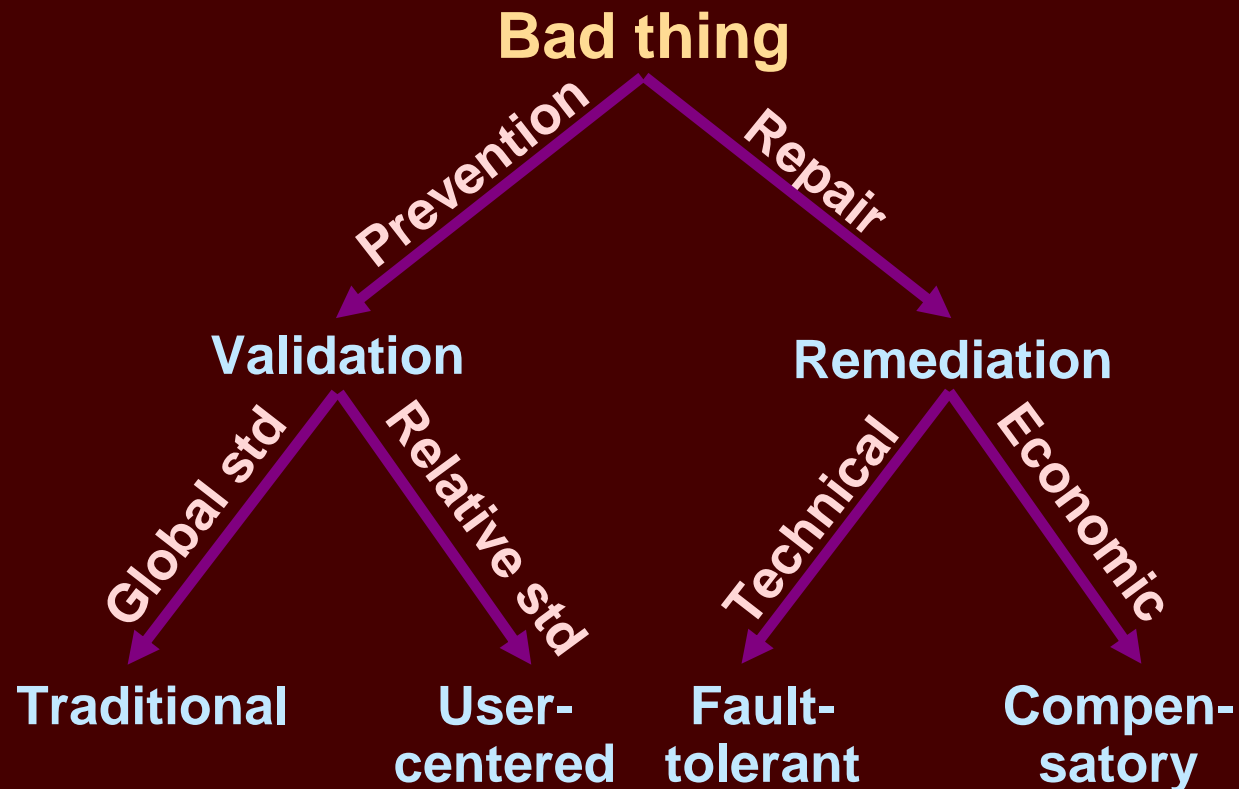 Bad thing
Prevention
Repair
Validation
Remediation
Global std
Relative std
Technical
Economic
Traditional
User-
centered
Fault-
tolerant
Compen-
satory